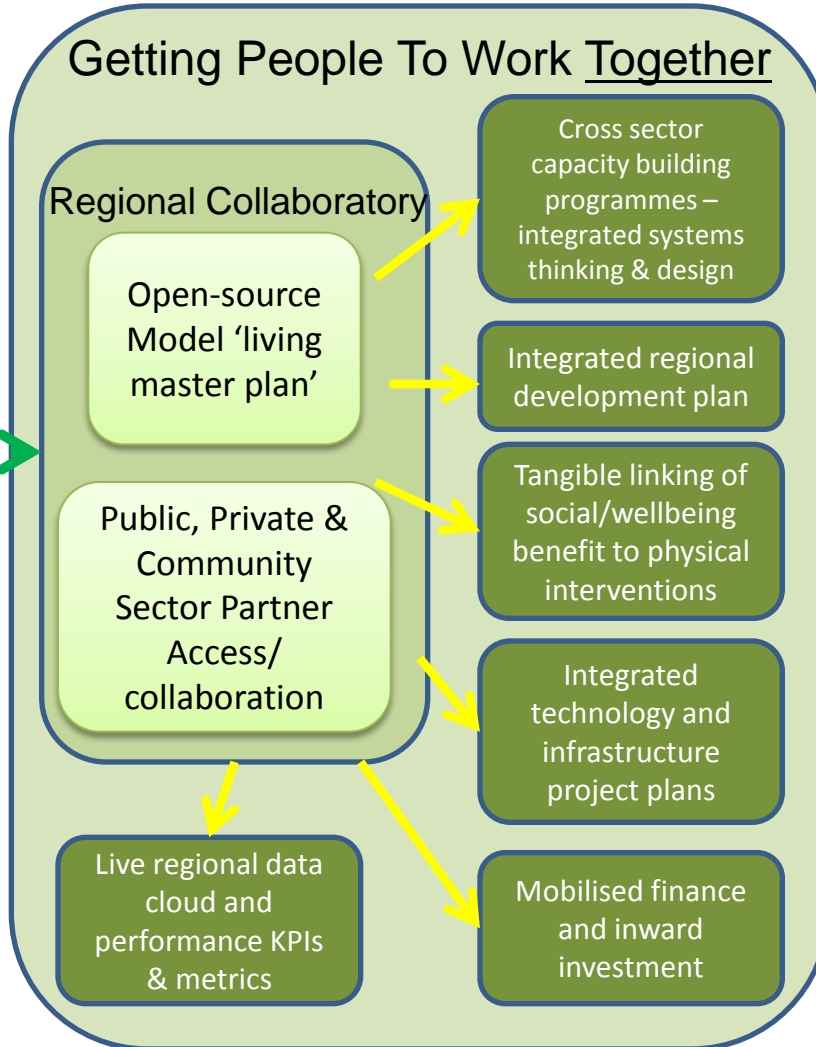 Getting People To Work Together
Regional Collaboratory
Open-source
Model ‘living
master plan’
Public, Private &
Community
Sector Partner
Access/
collaboration
Cross sector
capacity building
programmes –
integrated systems
thinking & design
Integrated regional
development plan
Tangible linking of
social/wellbeing
benefit to physical
interventions
Integrated
technology and
infrastructure
project plans
Live regional data
cloud and
performance KPIs
& metrics
Mobilised finance
and inward
investment